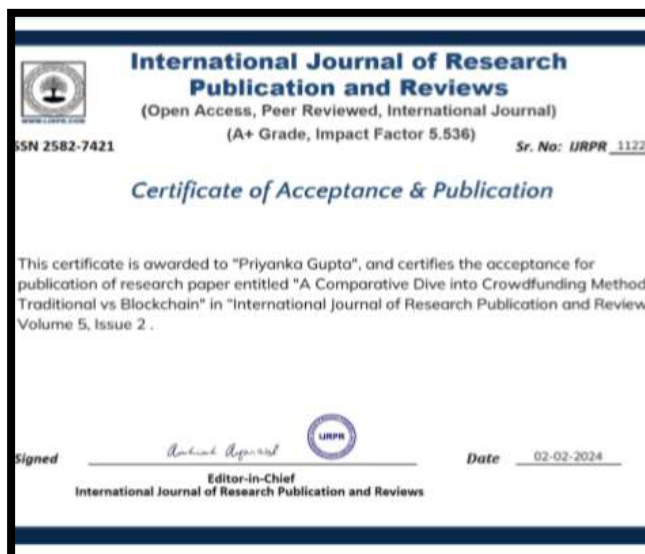 International Journal of Research
Publication and Reviews
(Open Access, Peer Reviewed, International Journal)
(A+ Grade, Impact Factor 5.536)
WWW.IJRPR.COM
SSN 2582-7421
Sr. No: IJRPR 1122
Certificate of Acceptance & Publication
This certificate is awarded to "Priyanka Gupta", and certifies the acceptance for
publication of research paper entitled "A Comparative Dive into Crowdfunding Method
Traditional vs Blockchain" in "International Journal of Research Publication and Review
Volume 5, Issue 2 .
IJRPR
Signed
Date 02-02-2024
Editor-in-Chief
International Journal of Research Publication and Reviews